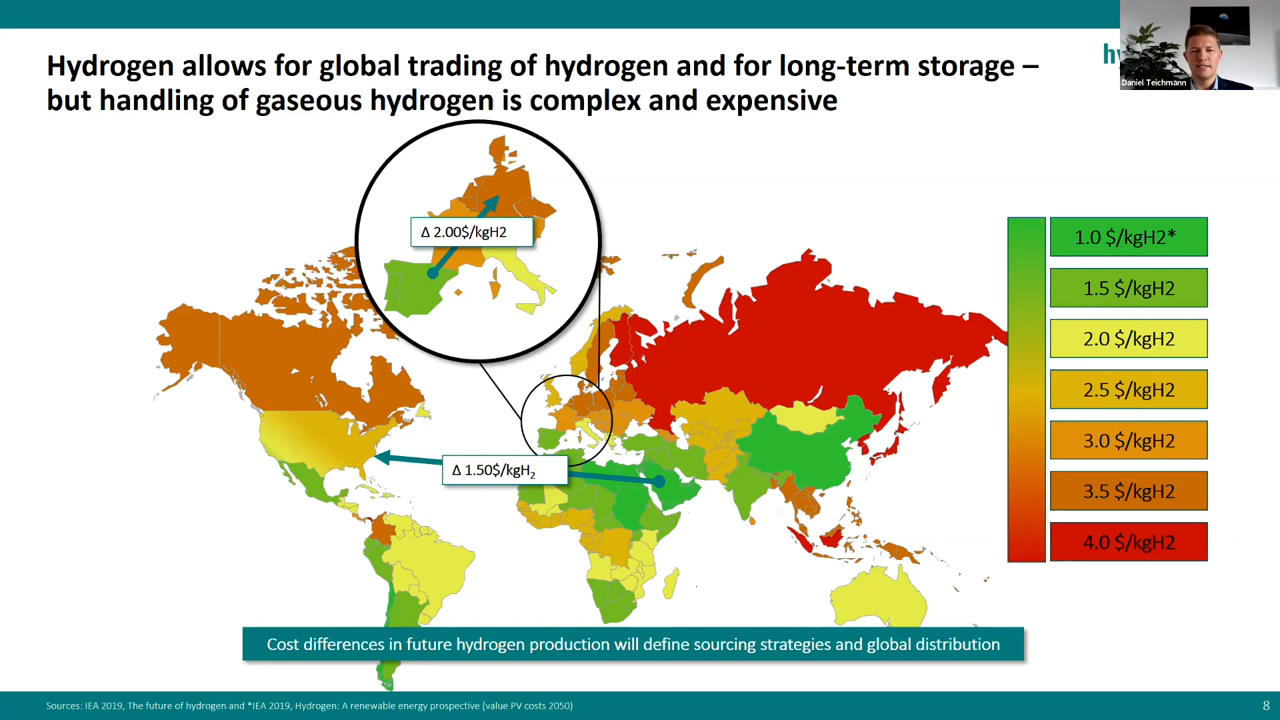 Hydrogen allows for global trading of hydrogen and for long-term storage –
but handling of gaseous hydrogen is complex and expensive
hy
Daniel Teichmann
Δ 2.00$/kgH2
Δ 1.50$/kgH₂
1.0 $/kgH2*
1.5 $/kgH2
2.0 $/kgH2
2.5 $/kgH2
3.0 $/kgH2
3.5 $/kgH2
4.0 $/kgH2
Cost differences in future hydrogen production will define sourcing strategies and global distribution
Sources: IEA 2019, The future of hydrogen and *IEA 2019, Hydrogen: A renewable energy prospective (value PV costs 2050)
8